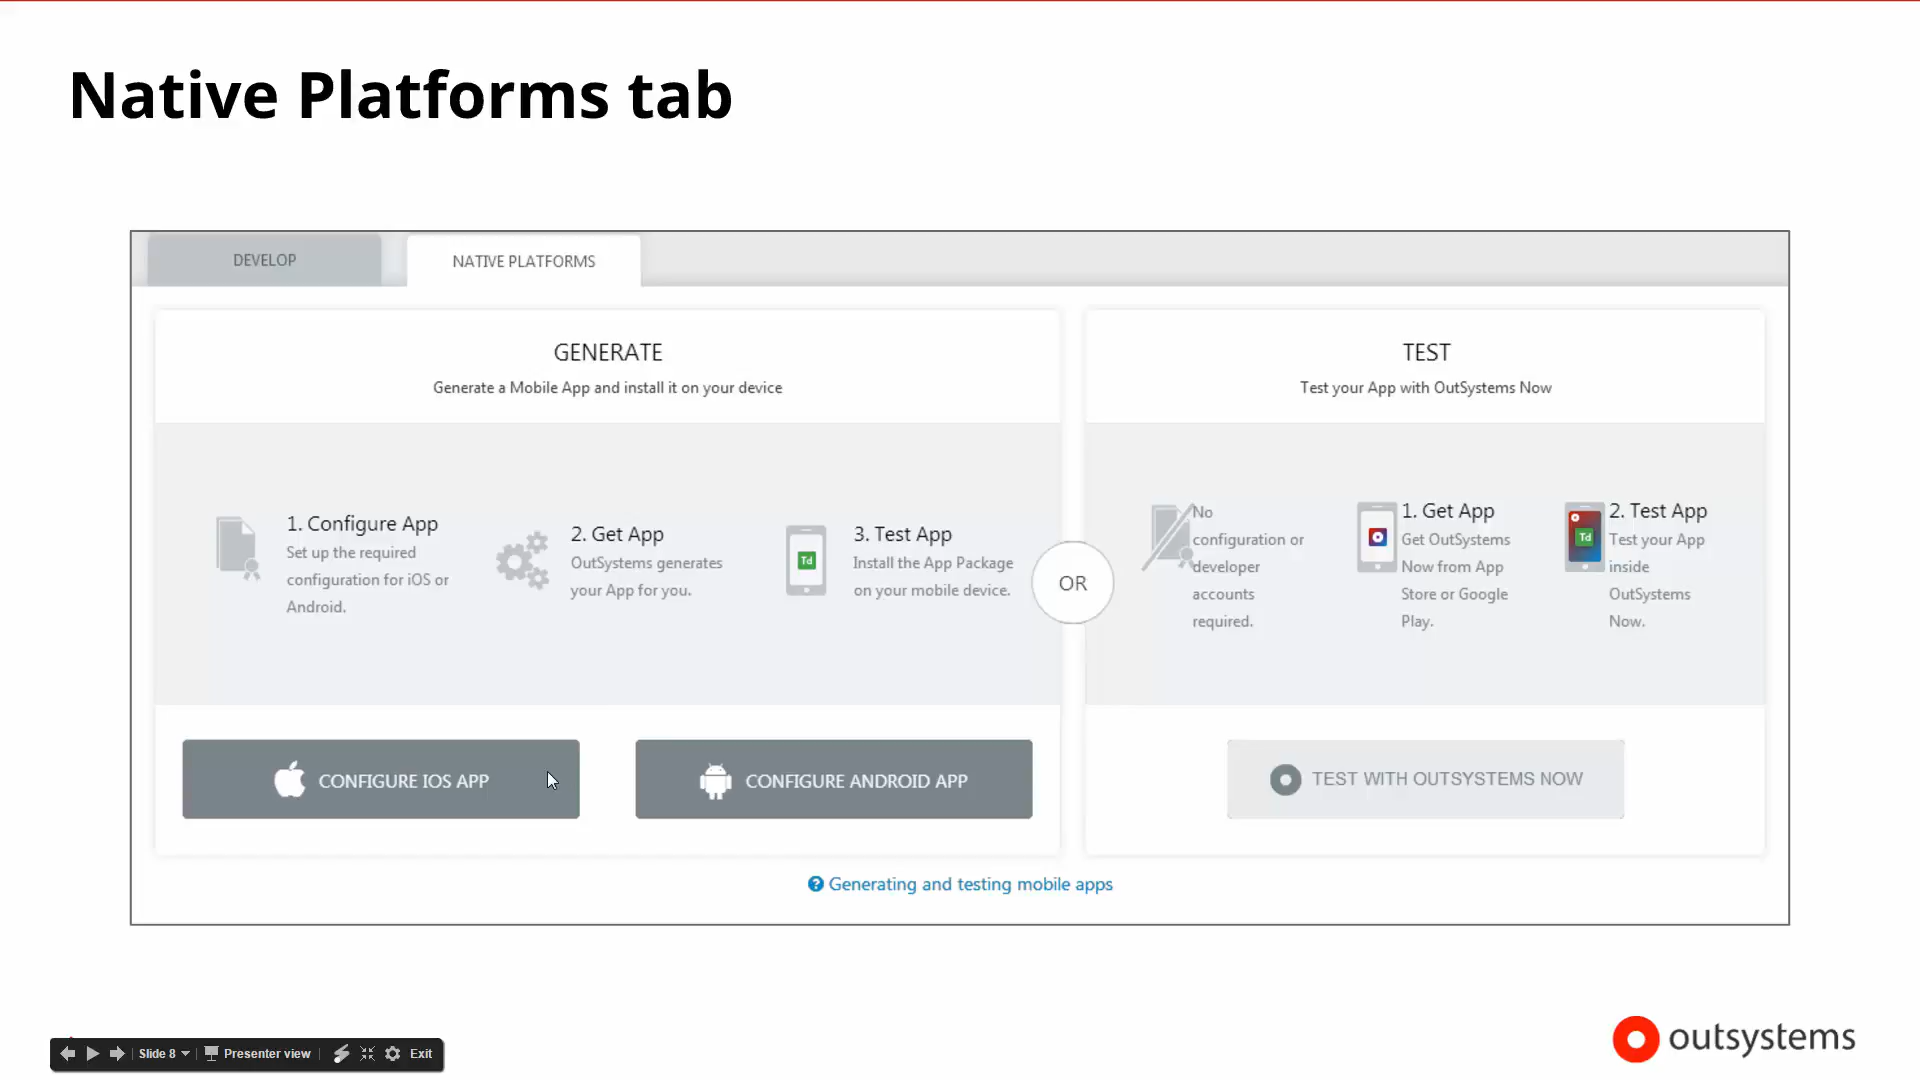 Native Platforms tab
DEVELOP
NATIVE PLATFORMS
GENERATE
Generate a Mobile App and install it on your device
1. Configure App
Set up the required
configuration for iOS or
Android.
2. Get App
OutSystems generates
your App for you.
3. Test App
Install the App Package
on your mobile device.
Td
OR
TEST
Test your App with OutSystems Now
No
configuration or
developer
accounts
required.
1. Get App
Get OutSystems
Now from App
Store or Google
Play.
Td
2. Test App
Test your App
inside
OutSystems
Now.
CONFIGURE IOS APP
CONFIGURE ANDROID APP
TEST WITH OUTSYSTEMS NOW
Generating and testing mobile apps
Slide 8
Presenter view
Exit
outsystems